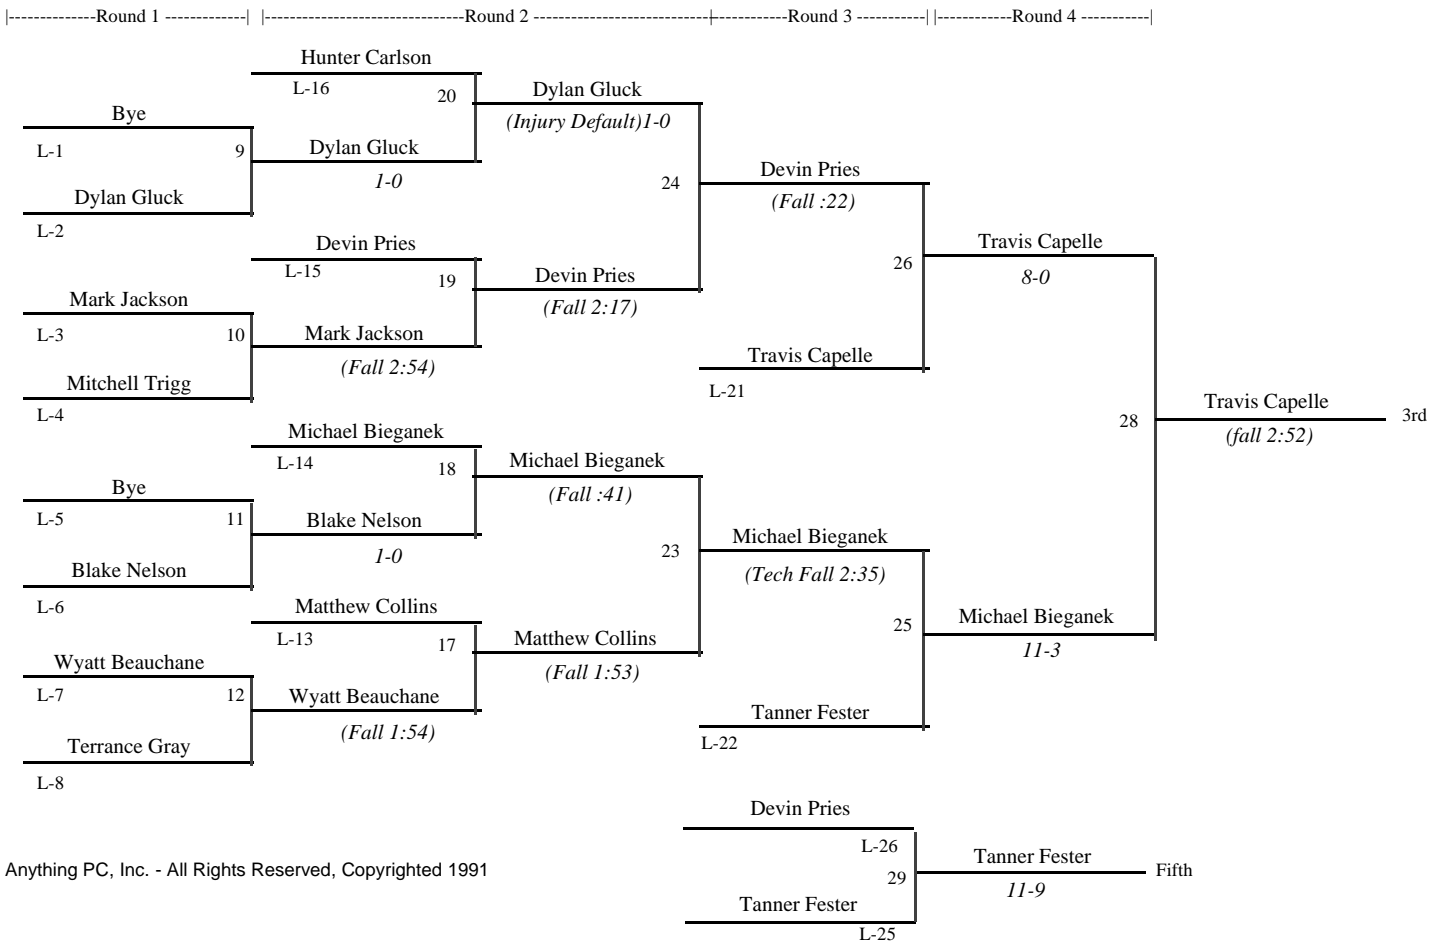 |--------------Round 1 -------------| |--------------------------------Round 2 ----------------------------┼------------Round 3 -----------| |------------Round 4 -----------|
Hunter Carlson
L-16
20
Dylan Gluck
(Injury Default)1-0
Bye
L-1
9
Dylan Gluck
1-0
Dylan Gluck
L-2
24
Devin Pries
(Fall :22)
Devin Pries
L-15
19
Devin Pries
(Fall 2:17)
Mark Jackson
L-3
10
Mark Jackson
(Fall 2:54)
Mitchell Trigg
L-4
26
Travis Capelle
8-0
Travis Capelle
L-21
28
Travis Capelle
(fall 2:52)
3rd
Michael Bieganek
L-14
18
Michael Bieganek
(Fall :41)
Bye
L-5
11
Blake Nelson
1-0
Blake Nelson
L-6
23
Michael Bieganek
(Tech Fall 2:35)
Matthew Collins
L-13
17
Matthew Collins
(Fall 1:53)
Wyatt Beauchane
L-7
12
Wyatt Beauchane
(Fall 1:54)
Terrance Gray
L-8
25
Michael Bieganek
11-3
Tanner Fester
L-22
Devin Pries
L-26
29
Tanner Fester
11-9
Fifth
Tanner Fester
L-25
Anything PC, Inc. - All Rights Reserved, Copyrighted 1991